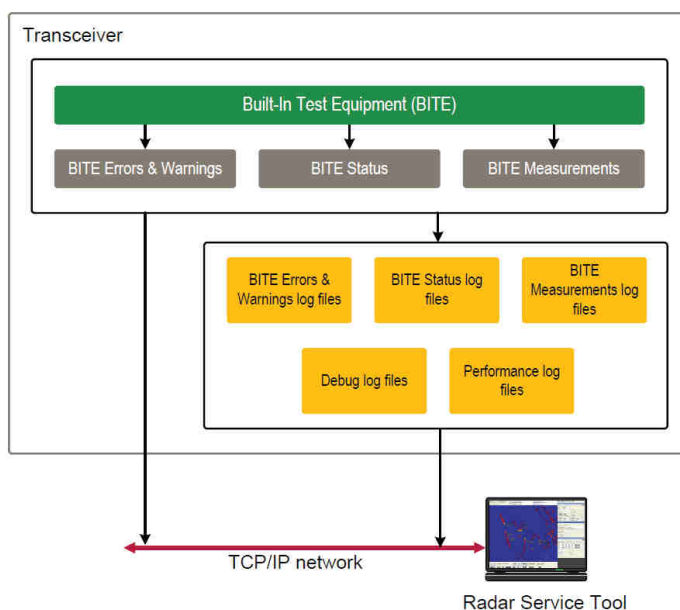 Transceiver
Built-In Test Equipment (BITE)
BITE Errors & Warnings
BITE Status
BITE Measurements
BITE Errors &
Warnings log files
BITE Status log
files
BITE
Measurements log
files
Debug log files
Performance log
files
TCP/IP network
Radar Service Tool